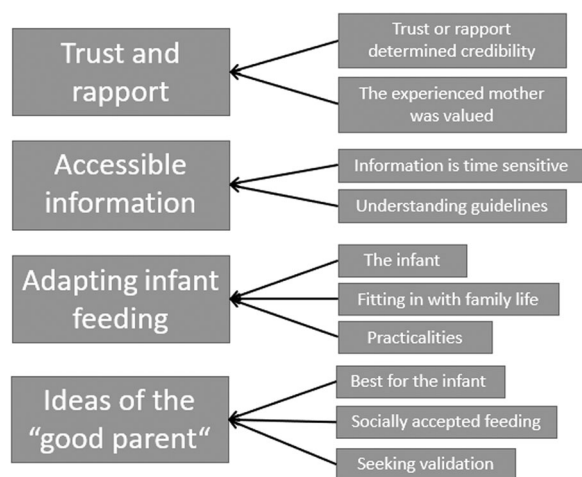 Trust and
rapport
Trust or rapport
determined credibility
The experienced mother
was valued
Accessible
information
Information is time sensitive
Understanding guidelines
Adapting infant
feeding
The infant
Fitting in with family life
Practicalities
Ideas of the
“good parent“
Best for the infant
Socially accepted feeding
Seeking validation